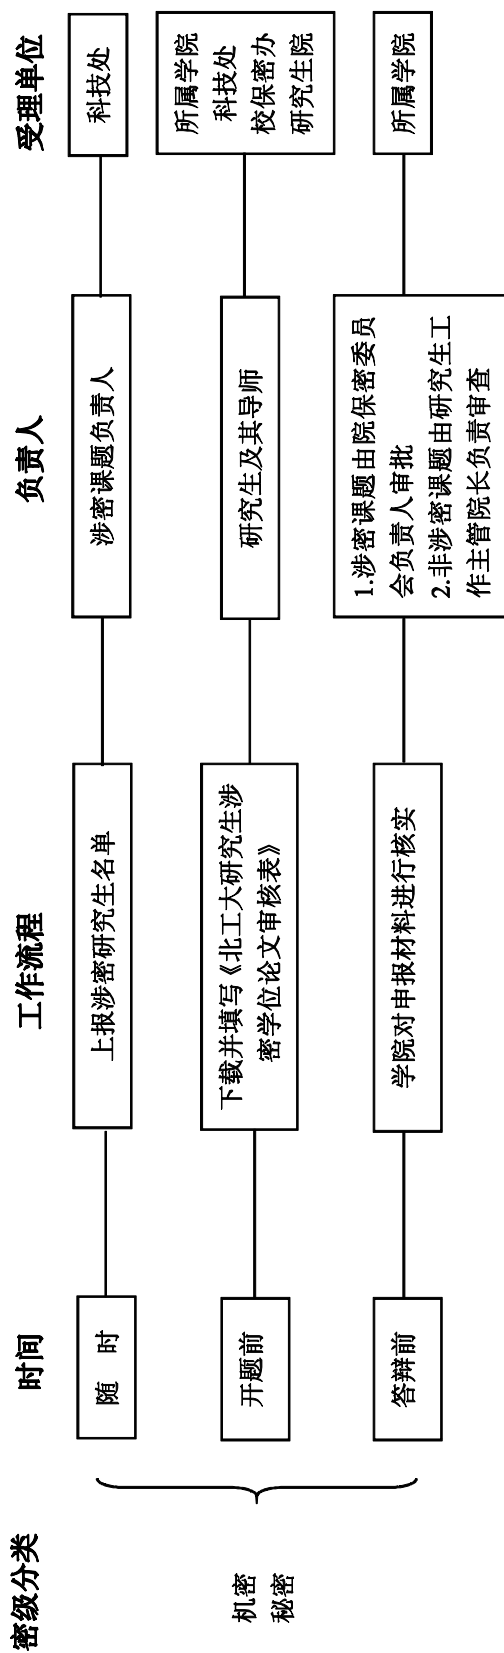 密级分类
时间
工作流程
负责人
受理单位
机密
秘密
随 时
上报涉密研究生名单
涉密课题负责人
科技处
开题前
下载并填写《北工大研究生涉
密学位论文审核表》
研究生及其导师
所属学院
科技处
校保密办
研究生院
答辩前
学院对申报材料进行核实
1.涉密课题由院保密委员
会负责人审批
2.非涉密课题由研究生工
作主管院长负责审查
所属学院